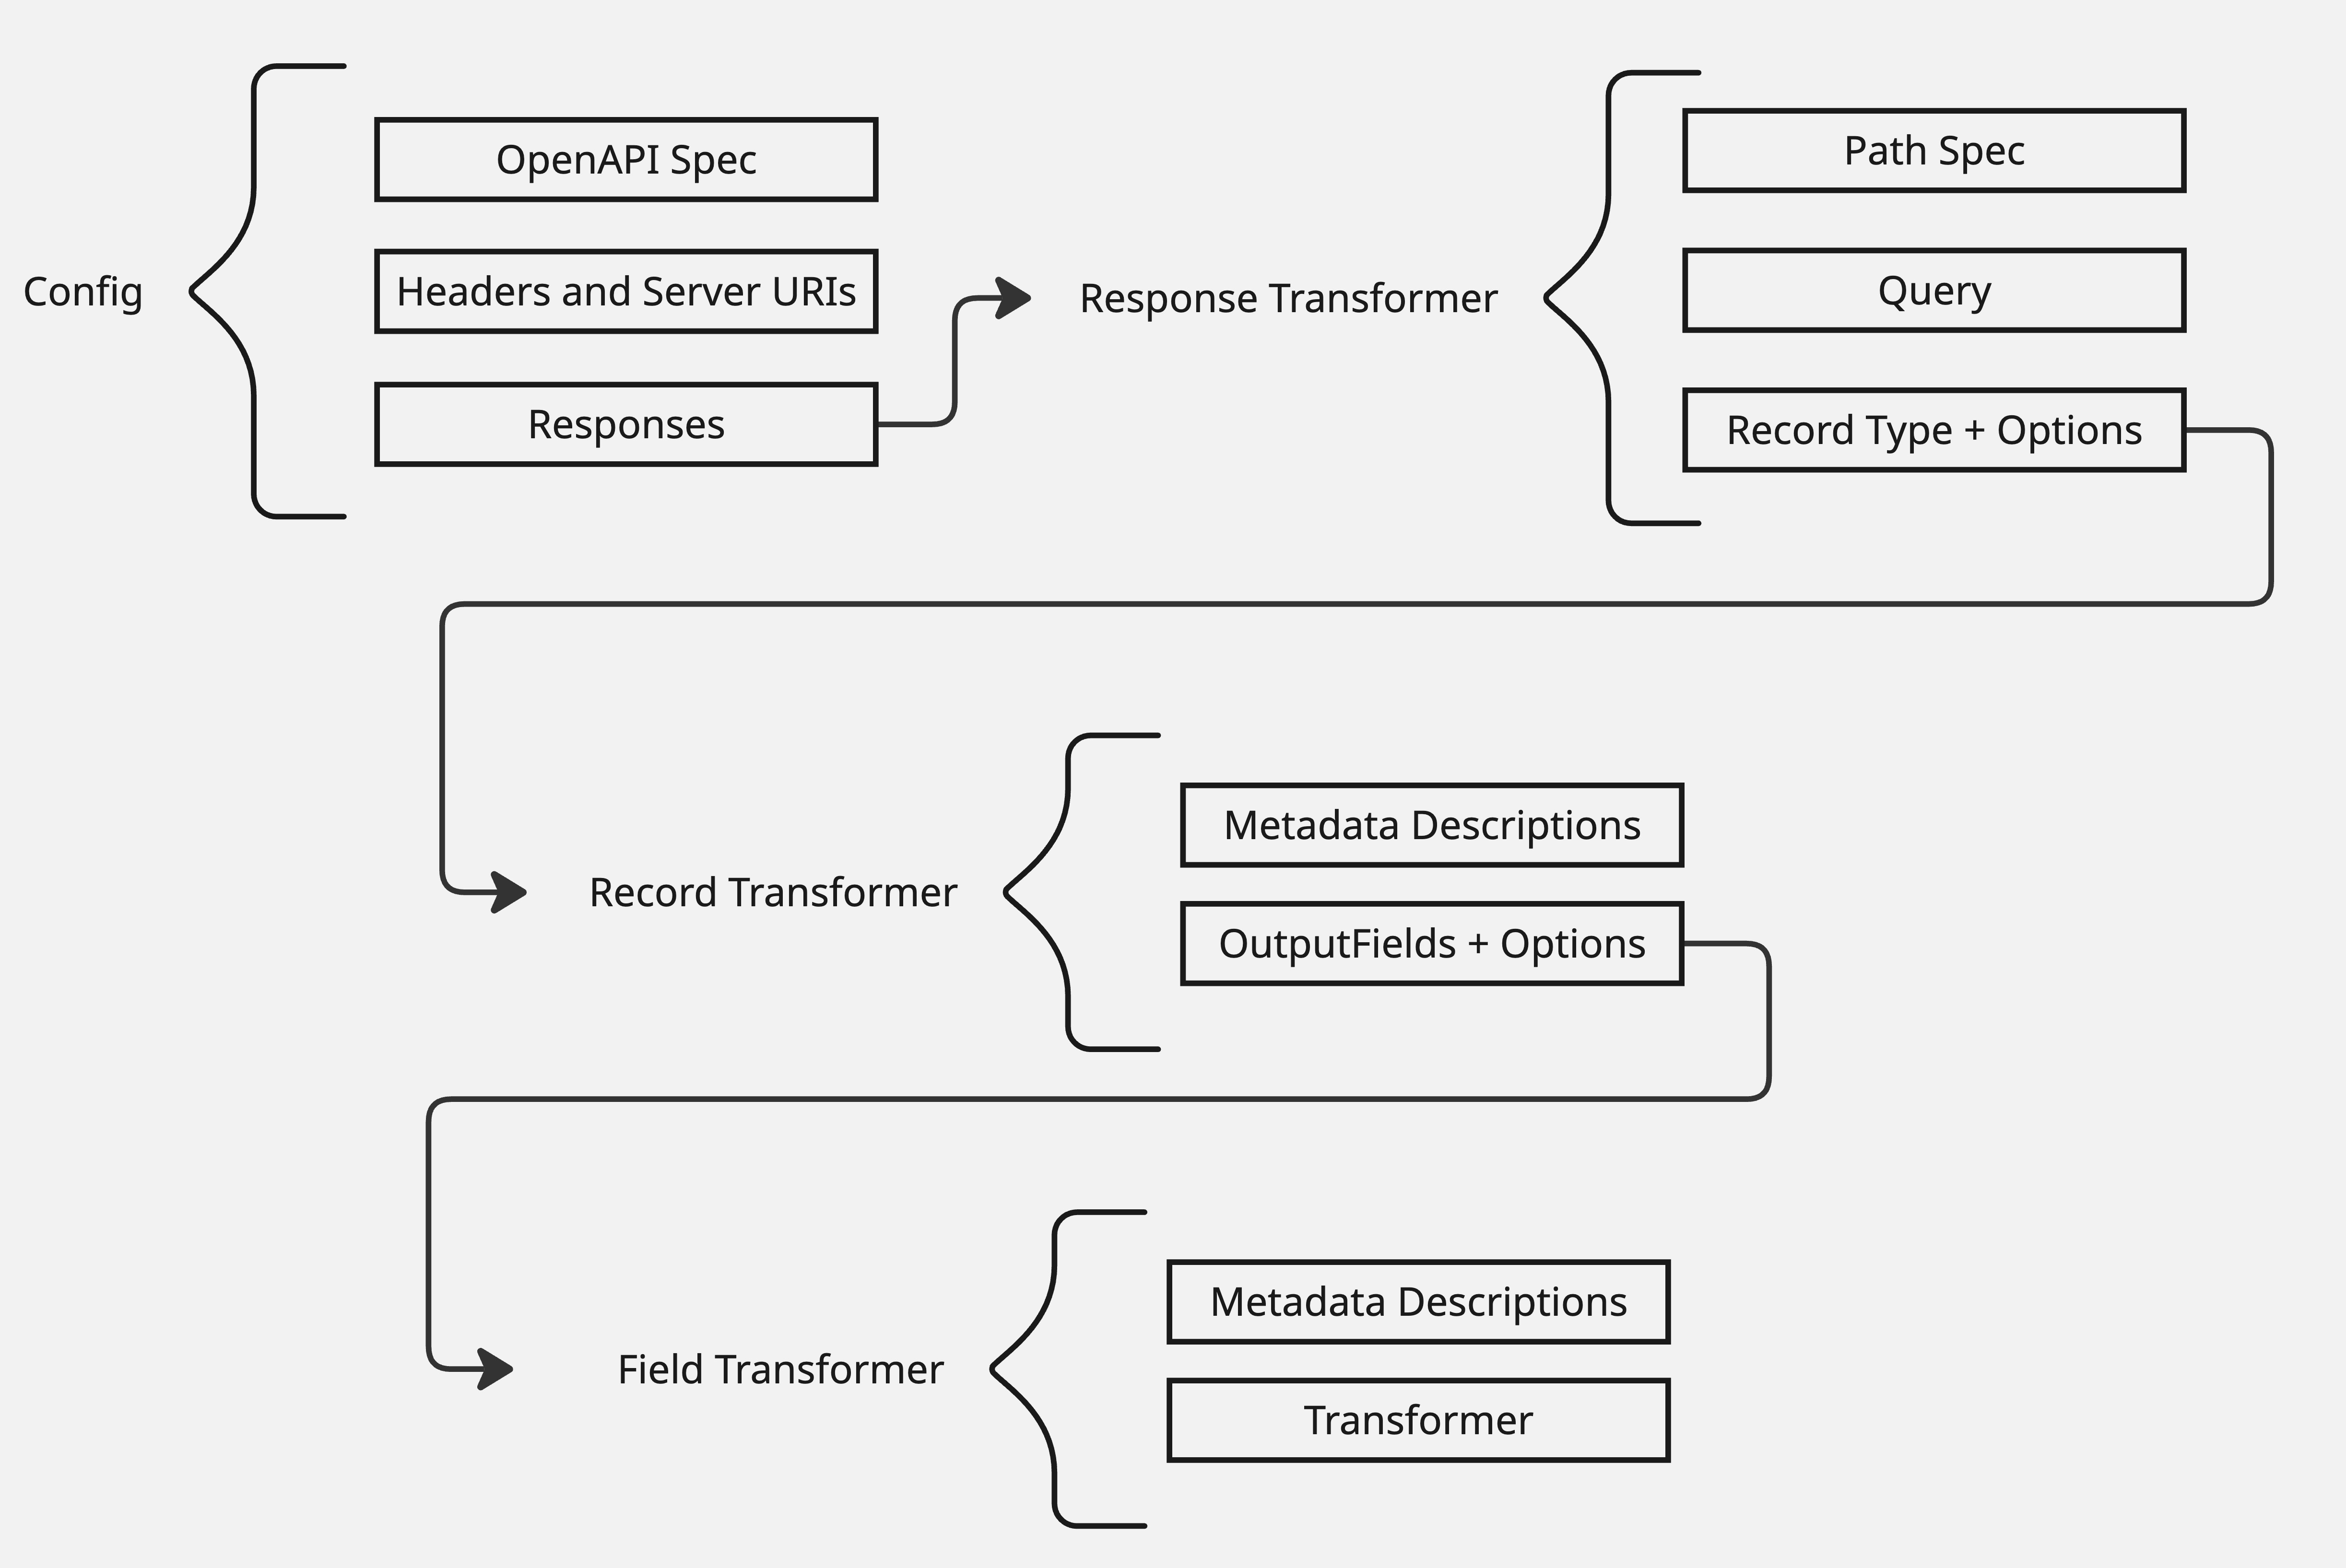 Config
OpenAPI Spec
Headers and Server URIs
Responses
Response Transformer
Path Spec
Query
Record Type + Options
Record Transformer
Metadata Descriptions
OutputFields + Options
Field Transformer
Metadata Descriptions
Transformer